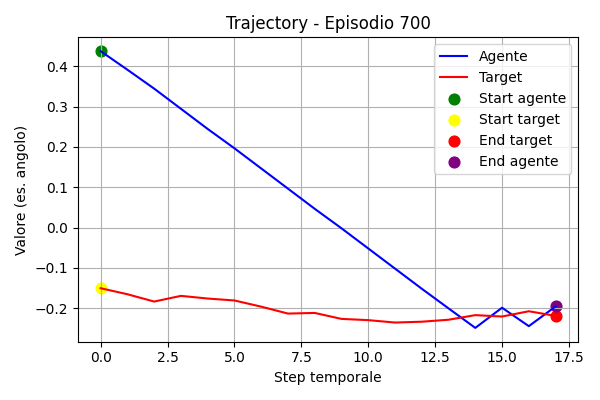 Trajectory - Episodio 700
Agente
Target
Start agente
Start target
End target
End agente
Valore (es. angolo)
0.4
0.3
0.2
0.1
0.0
−0.1
−0.2
0.0
2.5
5.0
7.5
10.0
12.5
15.0
17.5
Step temporale